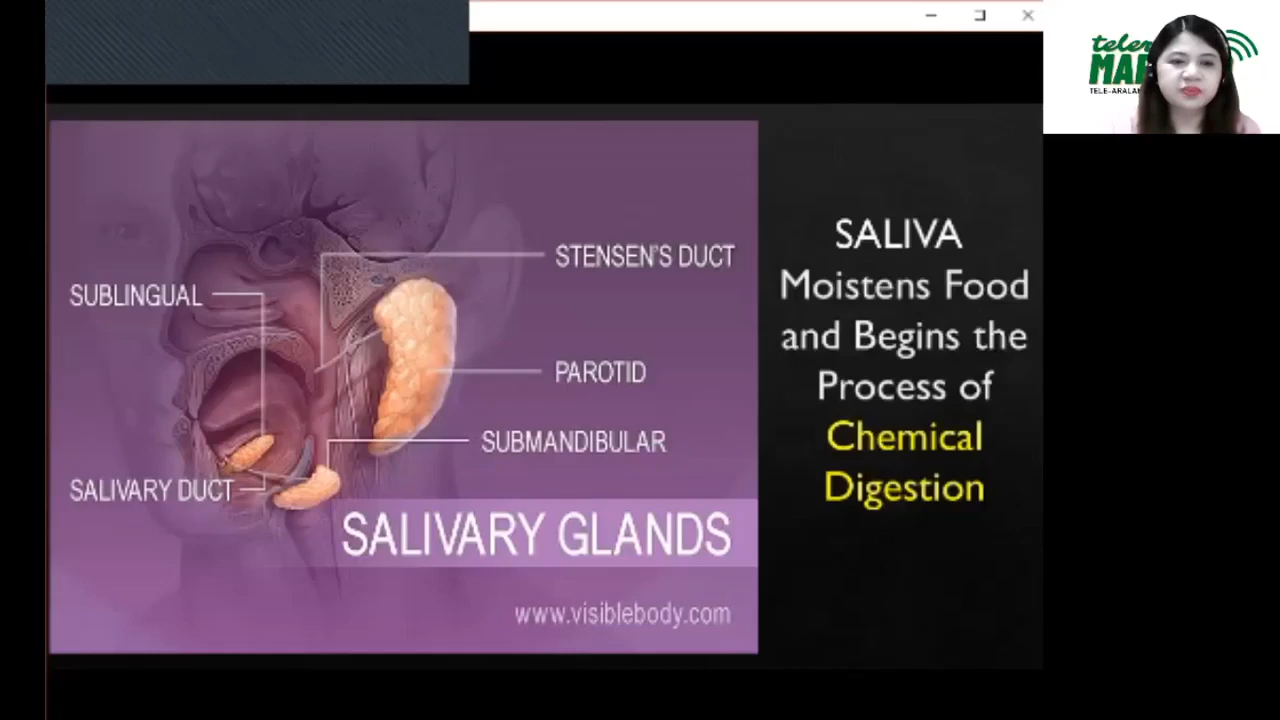 STENSEN'S DUCT
SUBLINGUAL
PAROTID
SUBMANDIBULAR
SALIVARY DUCT
SALIVARY GLANDS
www.visiblebody.com
SALIVA
Moistens Food
and Begins the
Process of
Chemical
Digestion